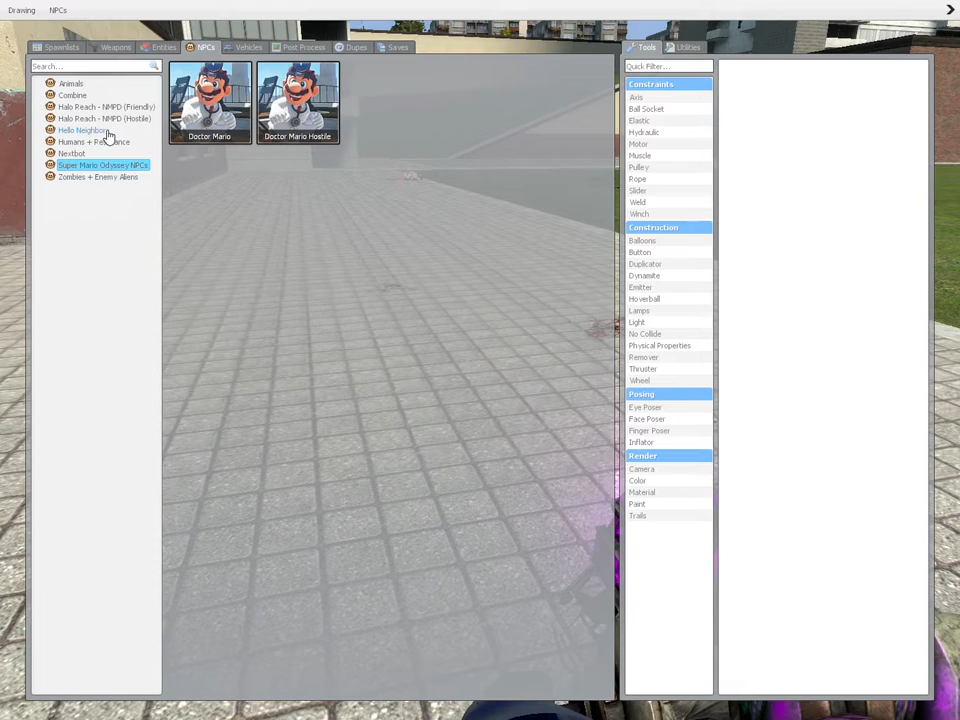 Drawing NPCs
Spawnlists Weapons Entities NPCs Vehicles Post Process Dupes Saves
Tools Utilities
Search...
Quick Filter...
Animals
Combine
Halo Reach - NMPD (Friendly)
Halo Reach - NMPD (Hostile)
Hello Neighbor
Humans +
Nextbot
Super Mario Odyssey NPCs
Zombies + Enemy Aliens
Doctor Mario
Doctor Mario Hostile
Constraints
Axis
Ball Socket
Elastic
Hydraulic
Motor
Muscle
Pulley
Rope
Slider
Weld
Winch
Construction
Balloons
Button
Duplicator
Dynamite
Emitter
Hoverball
Lamps
Light
No Collide
Physical Properties
Remover
Thruster
Wheel
Posing
Eye Poser
Face Poser
Finger Poser
Inflator
Render
Camera
Color
Material
Paint
Trails